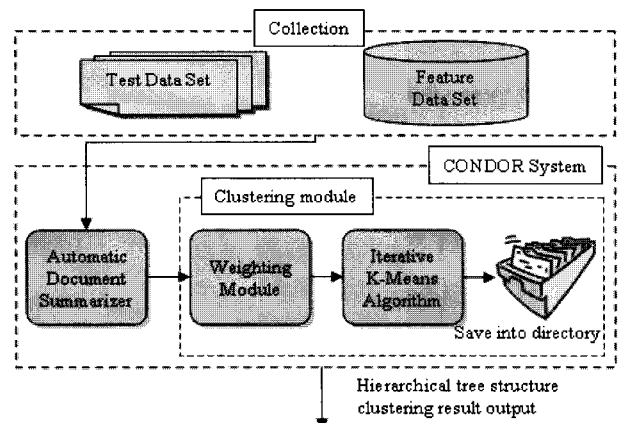 Collection
Test Data Set
Feature
Data Set
CONDOR System
Clustering module
Automatic
Document
Summarizer
Weighting
Module
Iterative
K-Means
Algorithm
Save into directory
Hierarchical tree structure
clustering result output